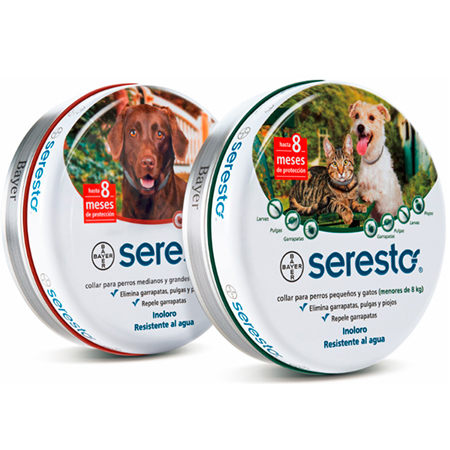 hasta
8
meses
de protección
BAYER
BAYER
seresto
collar para perros medianos y grandes
Elimina garrapatas, pulgas y
Repele garrapatas
Inoloro
Resistente al agua
Bayer
seresto
seresto
hasta
8
meses
de protección
Larvas
Pulgas
Garrapatas
Garrapatas
Larvas
Pulgas
Piojos
BAYER
BAYER
seresto®
collar para perros pequeños y gatos (menores de 8 kg)
Elimina garrapatas, pulgas y piojos
Repele garrapatas
Inoloro
Resistente al agua
Bayer
seresto
seresto